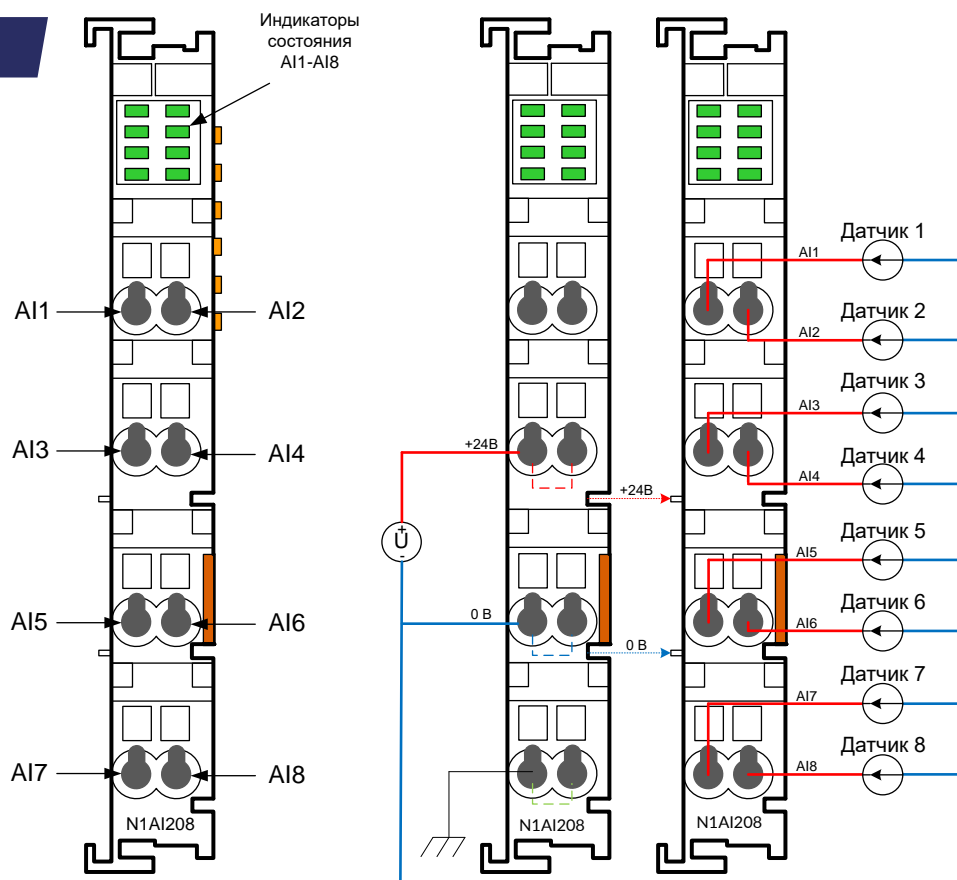 Индикаторы
состояния
AI1-AI8
AI1
AI2
AI3
AI4
AI5
AI6
AI7
AI8
N1AI208
+24В
U
+
-
0 В
+24В
0 В
N1AI208
AI1
Датчик 1
AI2
Датчик 2
AI3
Датчик 3
AI4
Датчик 4
AI5
Датчик 5
AI6
Датчик 6
AI7
Датчик 7
AI8
Датчик 8
N1AI208